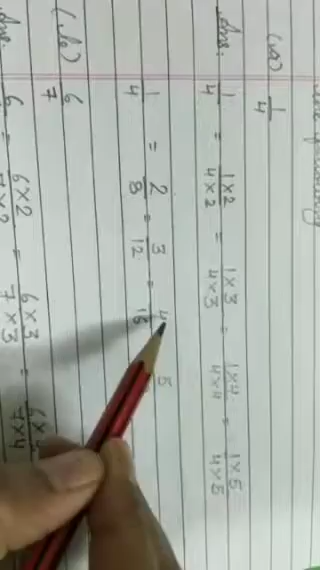 (a) 1/4
Ans: 1/4 = 1×2/4×2 = 1×3/4×3 = 1×4/4×4 = 1×5/4×5
1/4 = 2/8 = 3/12 = 4/16 5
(b) 6/7
Ans: 6 = 6×2/7×2 = 6×3/7×3 = 6×4/7×4